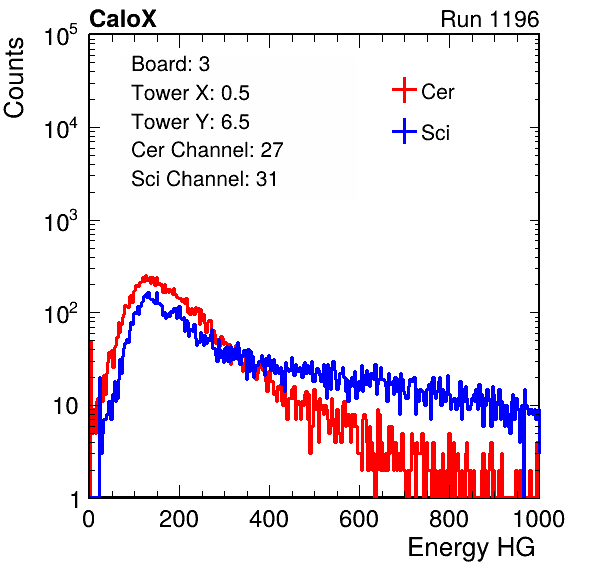 CaloX Run 1196
Counts
10^5
10^4
10^3
10^2
10
1
Board: 3
Tower X: 0.5
Tower Y: 6.5
Cer Channel: 27
Sci Channel: 31
Cer
Sci
0 200 400 600 800 1000
Energy HG